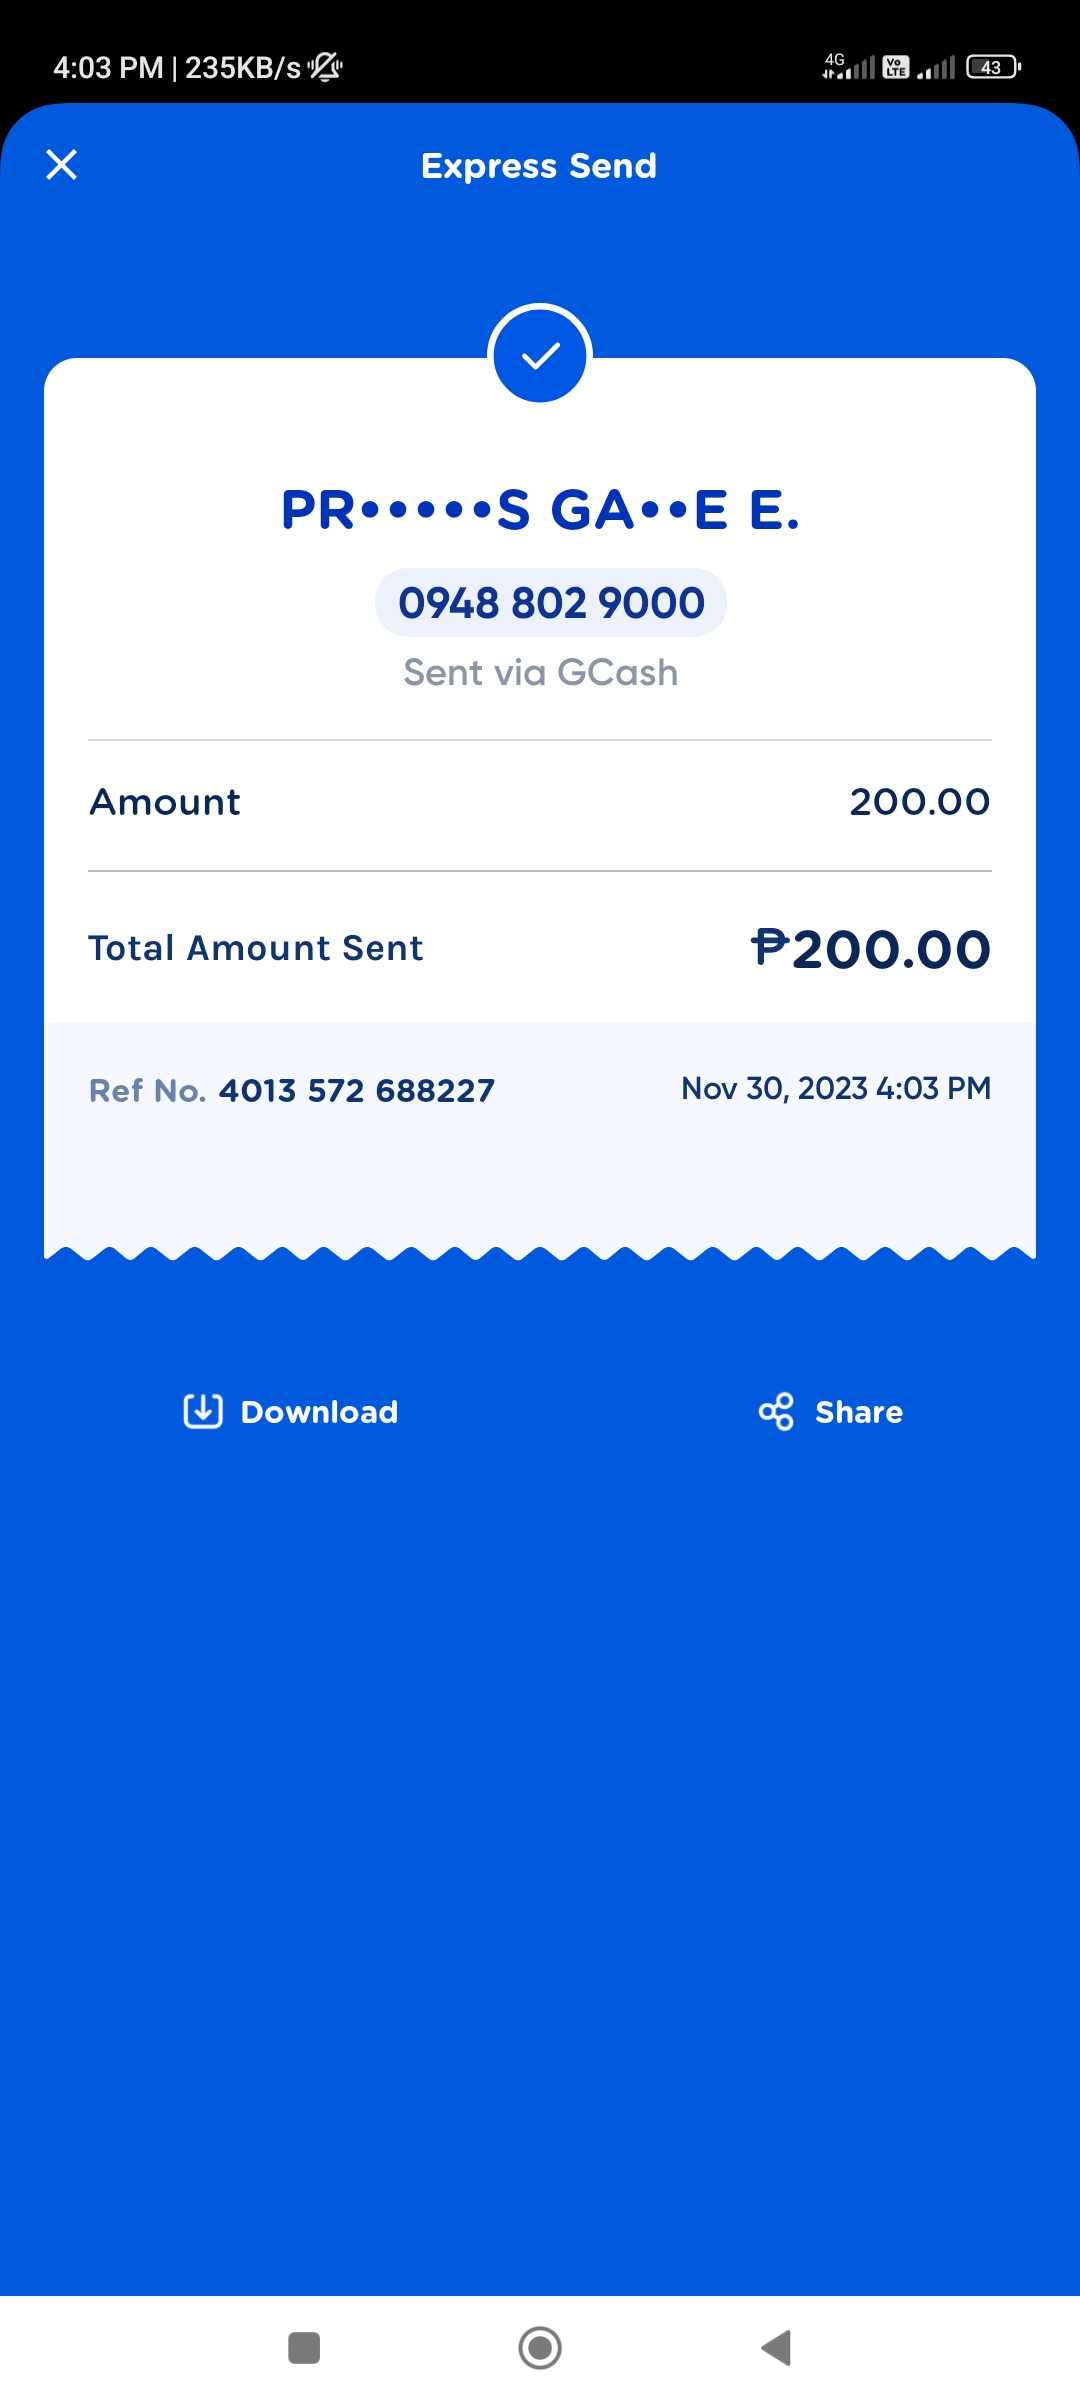 4:03 PM | 235KB/s 4G Vo LTE 43
Express Send
PR•••••S GA••E E.
0948 802 9000
Sent via GCash
Amount 200.00
Total Amount Sent ₱200.00
Ref No. 4013 572 688227 Nov 30, 2023 4:03 PM
Download Share